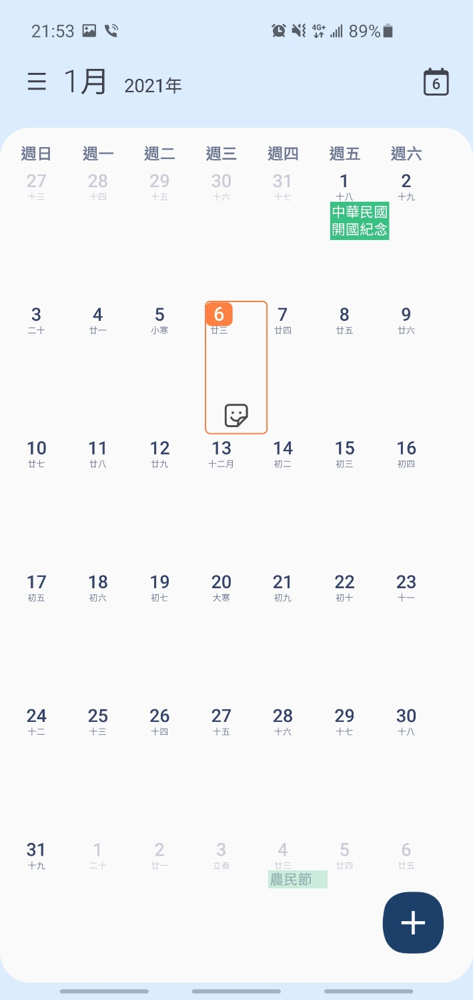 21:53 4G+ 89%
1月 2021年 6
週日 週一 週二 週三 週四 週五 週六
27 28 29 30 31 1 2
十三 十四 十五 十六 十七 十八 十九
中華民國
開國紀念
3 4 5 6 7 8 9
二十 廿一 小寒 廿三 廿四 廿五 廿六
10 11 12 13 14 15 16
廿七 廿八 廿九 十二月 初二 初三 初四
17 18 19 20 21 22 23
初五 初六 初七 大寒 初九 初十 十一
24 25 26 27 28 29 30
十二 十三 十四 十五 十六 十七 十八
31 1 2 3 4 5 6
十九 二十 廿一 立春 廿三 廿四 廿五
農民節